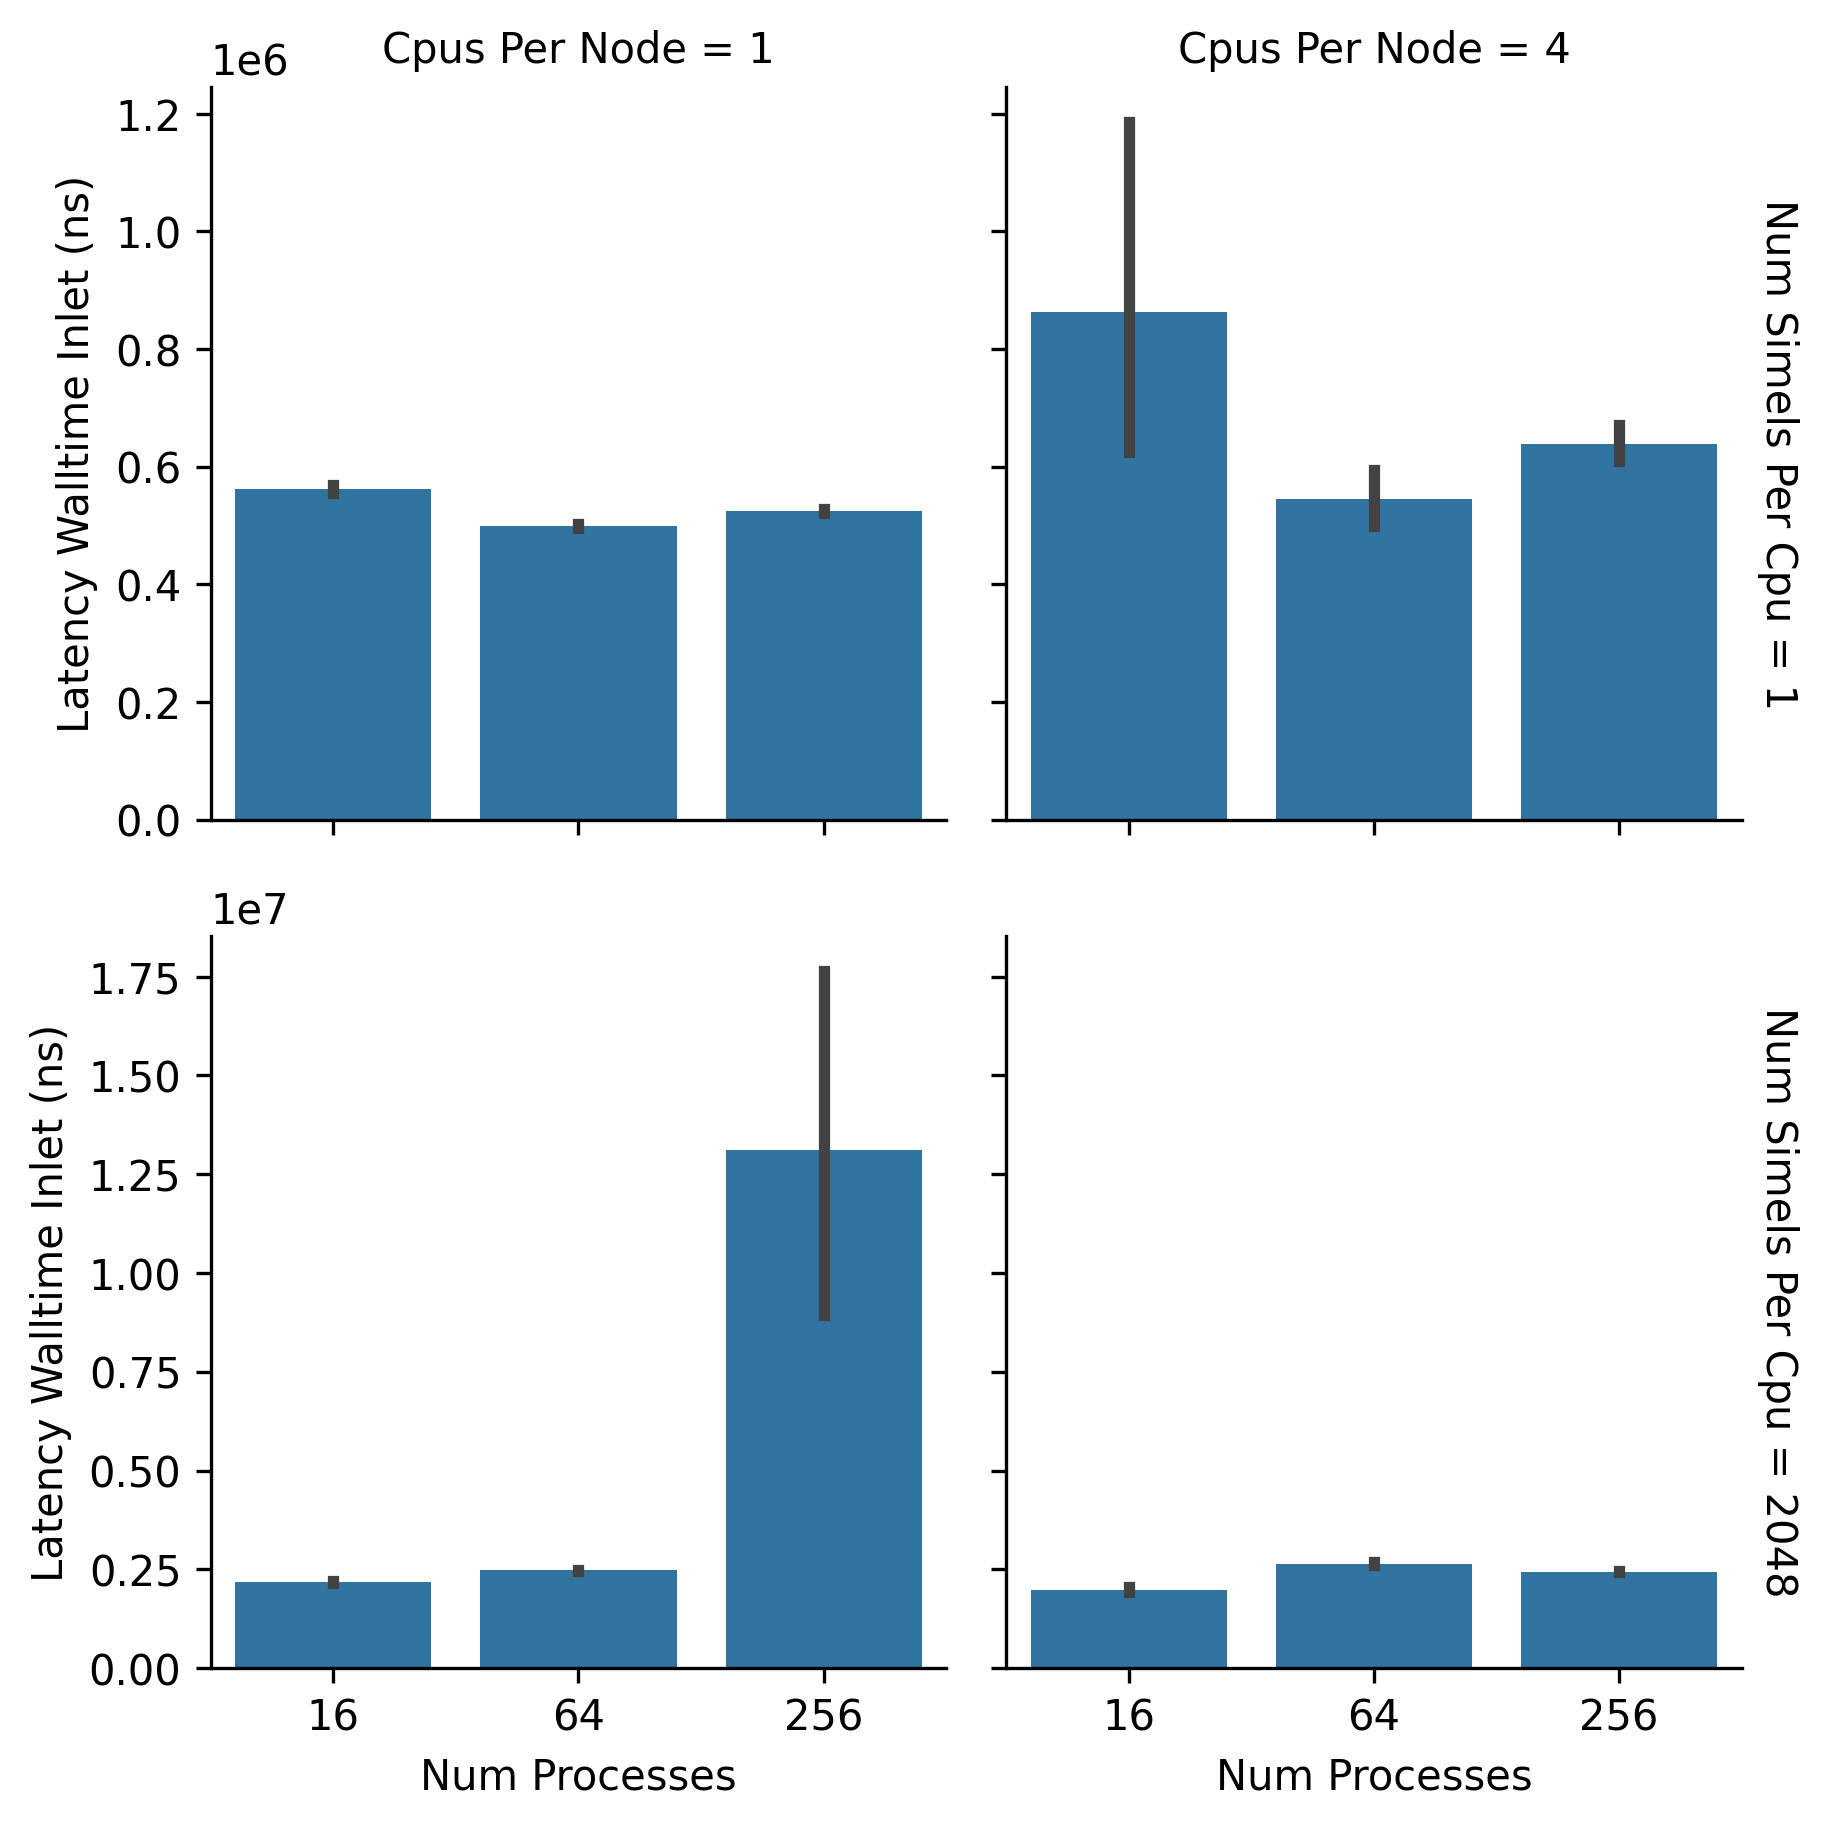 Cpus Per Node = 1
Cpus Per Node = 4
1e6
1.2
1.0
0.8
0.6
0.4
0.2
0.0
Latency Walltime Inlet (ns)
Num Simels Per Cpu = 1
1e7
1.75
1.50
1.25
1.00
0.75
0.50
0.25
0.00
Latency Walltime Inlet (ns)
Num Simels Per Cpu = 2048
16 64 256
16 64 256
Num Processes
Num Processes